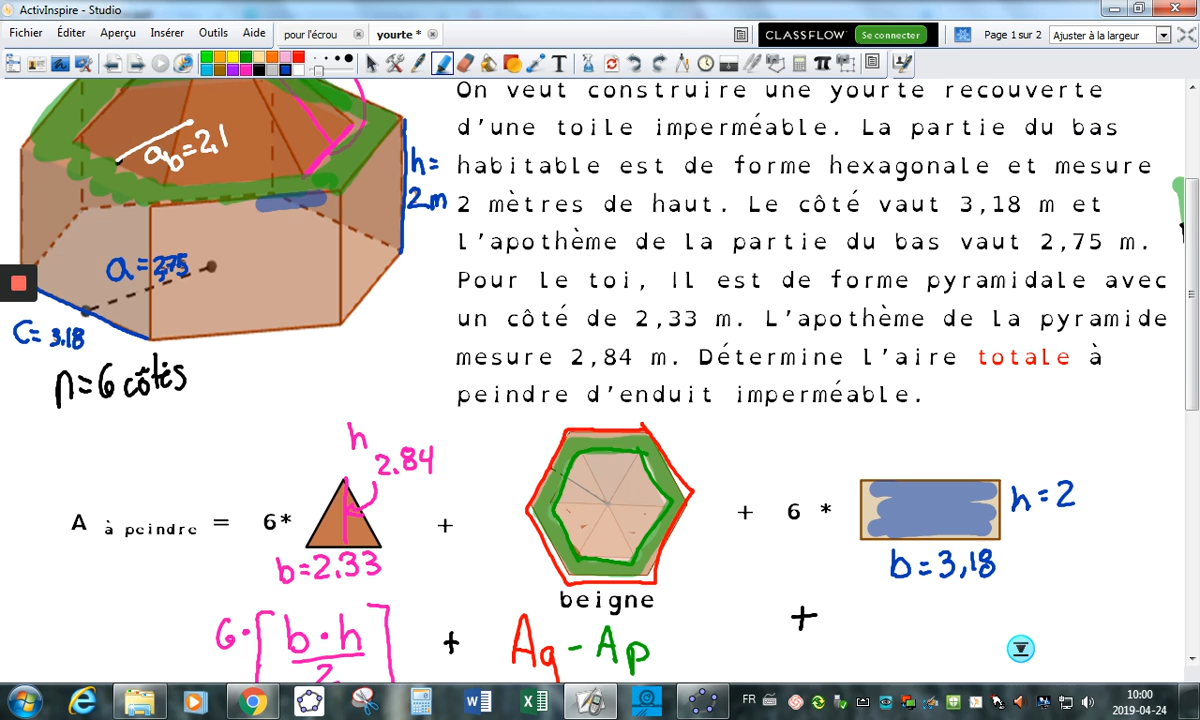 ActivInspire - Studio
Fichier Éditer Aperçu Insérer Outils Aide
pour l'écrou yourte *
CLASSFLOW Se connecter
Page 1 sur 2 Ajuster à la largeur
On veut construire une yourte recouverte
d'une toile imperméable. La partie du bas
habitable est de forme hexagonale et mesure
2 mètres de haut. Le côté vaut 3,18 m et
l'apothème de la partie du bas vaut 2,75 m.
Pour le toi, Il est de forme pyramidale avec
un côté de 2,33 m. L'apothème de la pyramide
mesure 2,84 m. Détermine l'aire totale à
peindre d'enduit imperméable.
ab=2,1
h=
2m
a=2,75
C=3.18
n=6 côtés
h
2.84
A à peindre = 6* + + 6 *
h=2
b=2.33
b=3,18
beigne
+
6·[b·h
2] + Ag-Ap
FR
10:00
2019-04-24